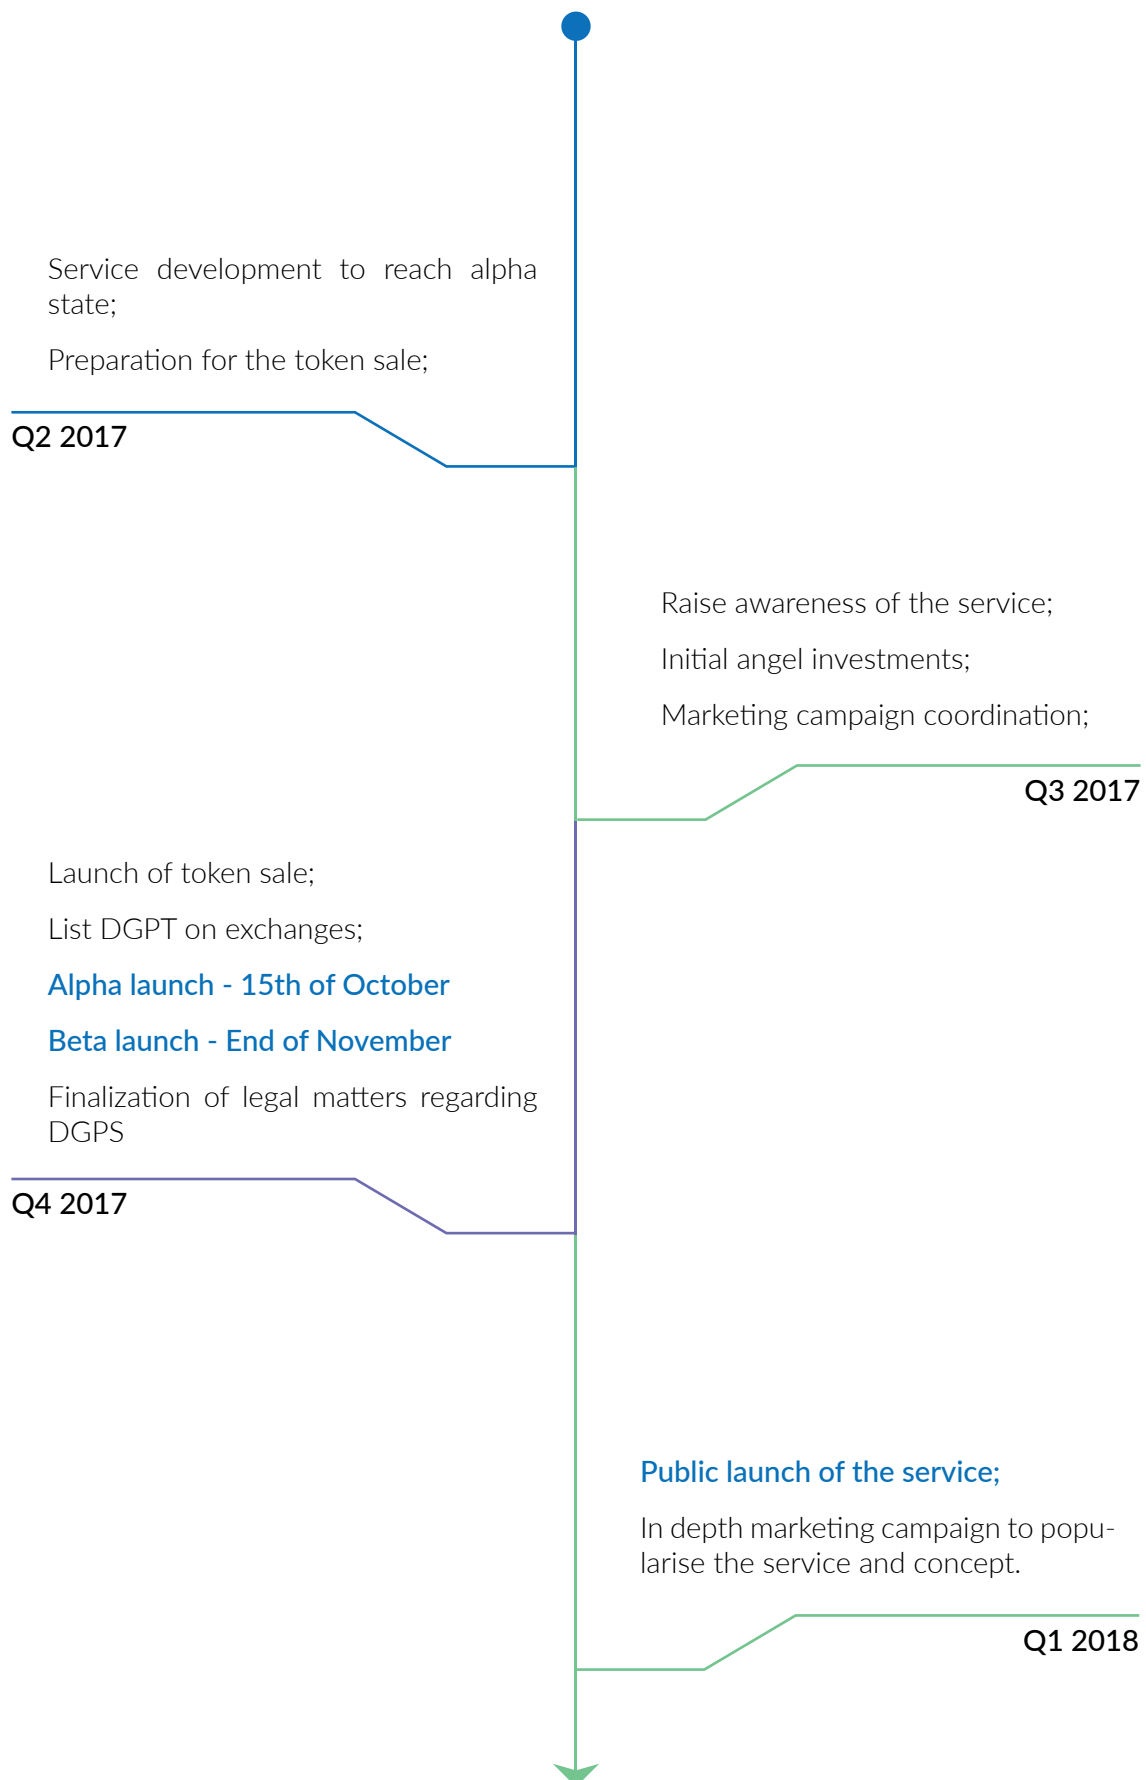 Service development to reach alpha
state;
Preparation for the token sale;
Q2 2017
Raise awareness of the service;
Initial angel investments;
Marketing campaign coordination;
Q3 2017
Launch of token sale;
List DGPT on exchanges;
Alpha launch - 15th of October
Beta launch - End of November
Finalization of legal matters regarding
DGPS
Q4 2017
Public launch of the service;
In depth marketing campaign to popu-
larise the service and concept.
Q1 2018